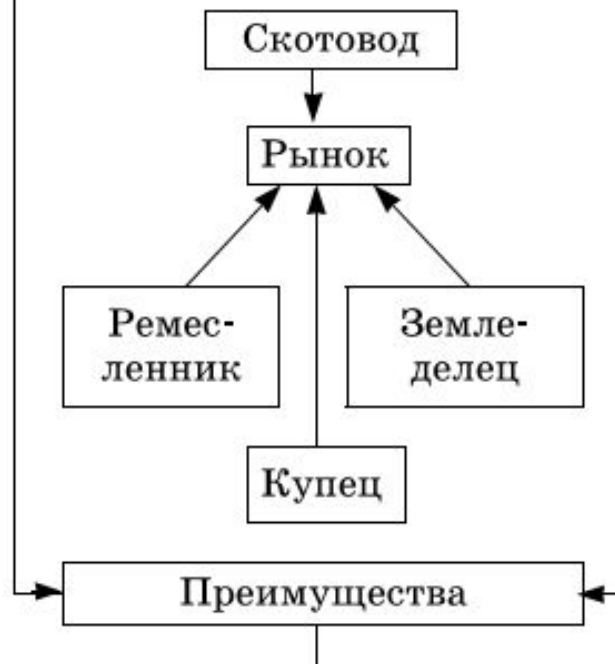 Скотовод
Рынок
Ремес-
ленник
Земле-
делец
Купец
Преимущества